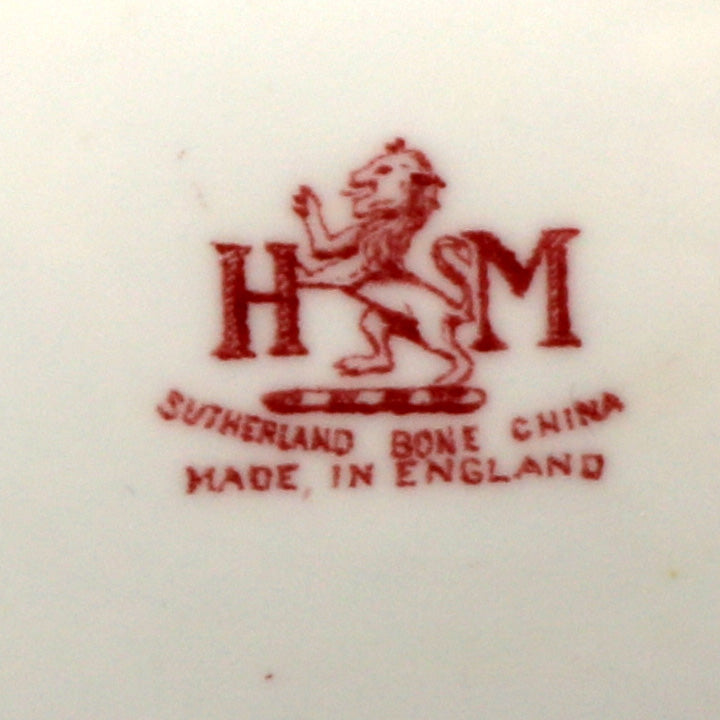 H M
SUTHERLAND BONE CHINA
MADE IN ENGLAND